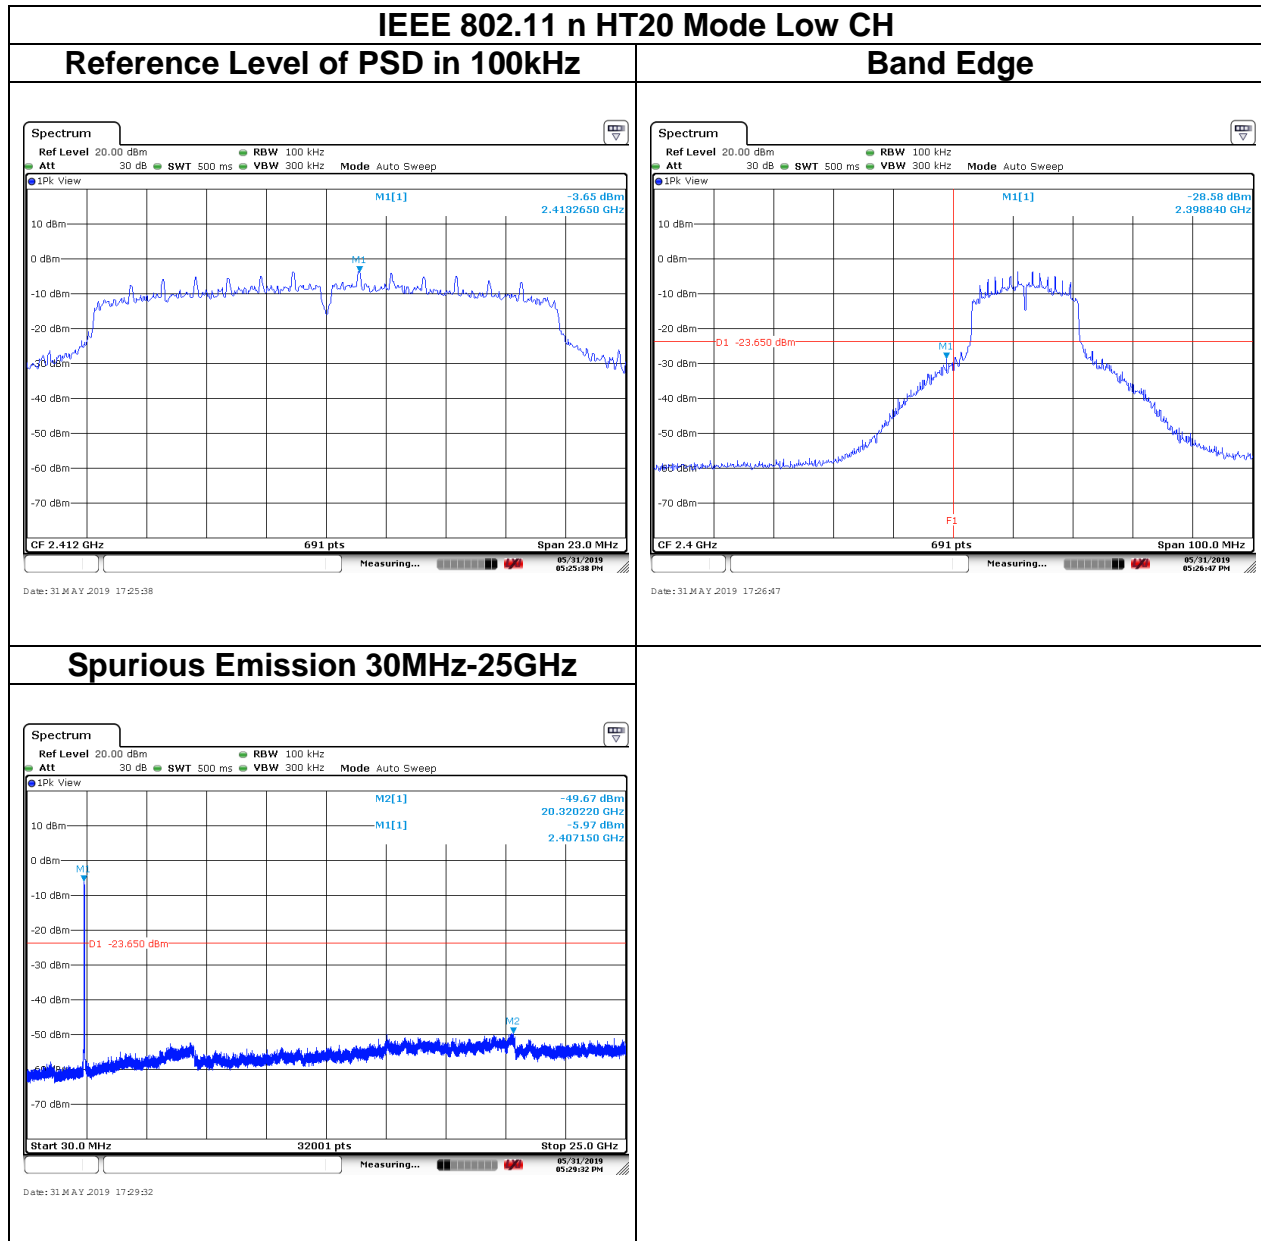 IEEE 802.11 n HT20 Mode Low CH
Reference Level of PSD in 100kHz
Band Edge
Spectrum
Ref Level 20.00 dBm RBW 100 kHz
Att 30 dB SWT 500 ms VBW 300 kHz Mode Auto Sweep
1Pk View
M1[1] -3.65 dBm
2.4132650 GHz
10 dBm
0 dBm
M1
-10 dBm
-20 dBm
-30 dBm
-40 dBm
-50 dBm
-60 dBm
-70 dBm
CF 2.412 GHz 691 pts Span 23.0 MHz
Measuring... 05/31/2019
05:25:38 PM
Date: 31.MAY.2019 17:25:38
Spectrum
Ref Level 20.00 dBm RBW 100 kHz
Att 30 dB SWT 500 ms VBW 300 kHz Mode Auto Sweep
1Pk View
M1[1] -28.58 dBm
2.398840 GHz
10 dBm
0 dBm
-10 dBm
-20 dBm
D1 -23.650 dBm
M1
-30 dBm
-40 dBm
-50 dBm
-60 dBm
-70 dBm
F1
CF 2.4 GHz 691 pts Span 100.0 MHz
Measuring... 05/31/2019
05:26:47 PM
Date: 31.MAY.2019 17:26:47
Spurious Emission 30MHz-25GHz
Spectrum
Ref Level 20.00 dBm RBW 100 kHz
Att 30 dB SWT 500 ms VBW 300 kHz Mode Auto Sweep
1Pk View
M2[1] -49.67 dBm
20.320220 GHz
M1[1] -5.97 dBm
2.407150 GHz
10 dBm
0 dBm
M1
-10 dBm
-20 dBm
D1 -23.650 dBm
-30 dBm
-40 dBm
M2
-50 dBm
-60 dBm
-70 dBm
Start 30.0 MHz 32001 pts Stop 25.0 GHz
Measuring... 05/31/2019
05:29:32 PM
Date: 31.MAY.2019 17:29:32